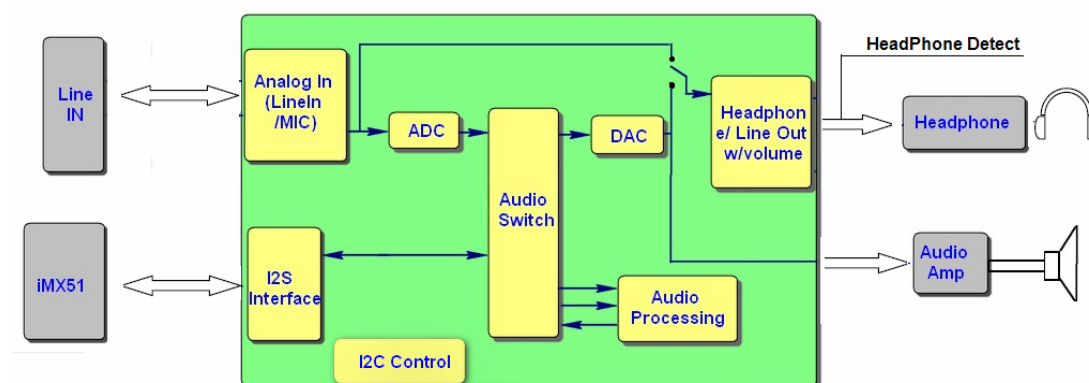 HeadPhone Detect
Line
IN
Analog In
(LineIn
/MIC)
ADC
DAC
Headphon
e/ Line Out
w/volume
Headphone
Audio
Switch
iMX51
I2S
Interface
Audio
Processing
Audio
Amp
I2C Control